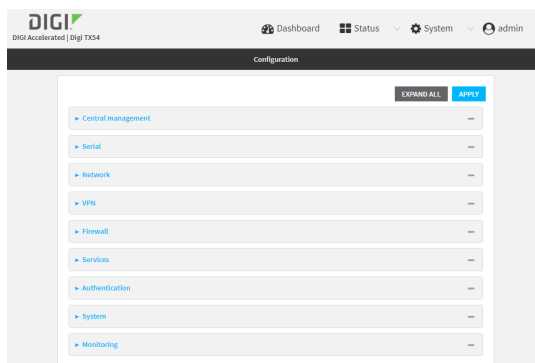 DIGI
DIGI Accelerated | Digi TX54
Dashboard Status System admin
Configuration
EXPAND ALL APPLY
Central management
Serial
Network
VPN
Firewall
Services
Authentication
System
Monitoring